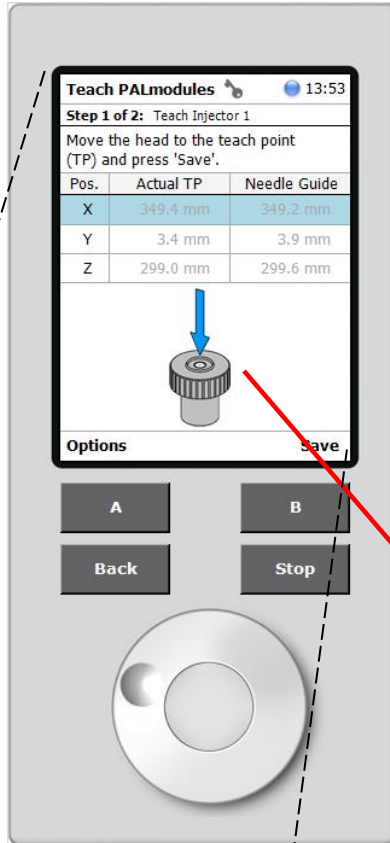 Teach PALmodules 13:53
Step 1 of 2: Teach Injector 1
Move the head to the teach point
(TP) and press 'Save'.
Pos. Actual TP Needle Guide
X 349.4 mm 349.2 mm
Y 3.4 mm 3.9 mm
Z 299.0 mm 299.6 mm
Options Save
A B
Back Stop